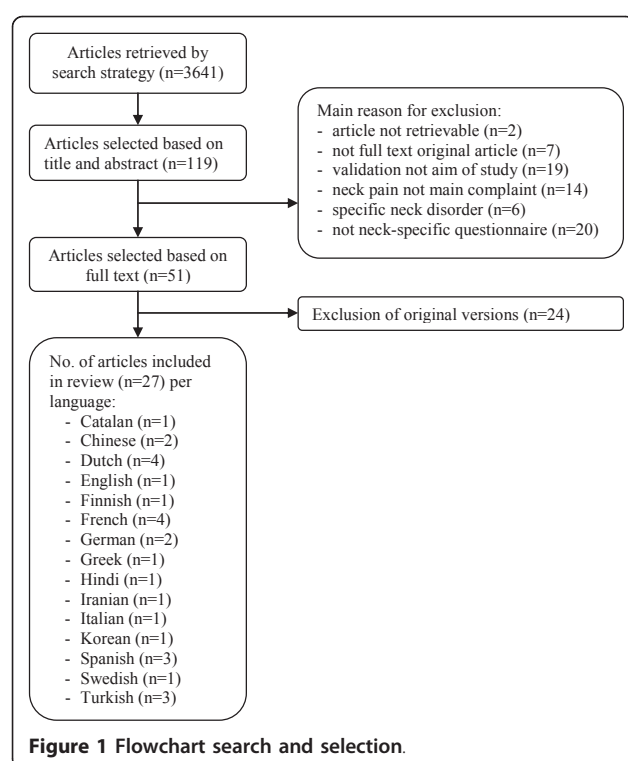 Articles retrieved by
search strategy (n=3641)
Articles selected based on
title and abstract (n=119)
Main reason for exclusion:
- article not retrievable (n=2)
- not full text original article (n=7)
- validation not aim of study (n=19)
- neck pain not main complaint (n=14)
- specific neck disorder (n=6)
- not neck-specific questionnaire (n=20)
Articles selected based on
full text (n=51)
Exclusion of original versions (n=24)
No. of articles included
in review (n=27) per
language:
- Catalan (n=1)
- Chinese (n=2)
- Dutch (n=4)
- English (n=1)
- Finnish (n=1)
- French (n=4)
- German (n=2)
- Greek (n=1)
- Hindi (n=1)
- Iranian (n=1)
- Italian (n=1)
- Korean (n=1)
- Spanish (n=3)
- Swedish (n=1)
- Turkish (n=3)
Figure 1 Flowchart search and selection.